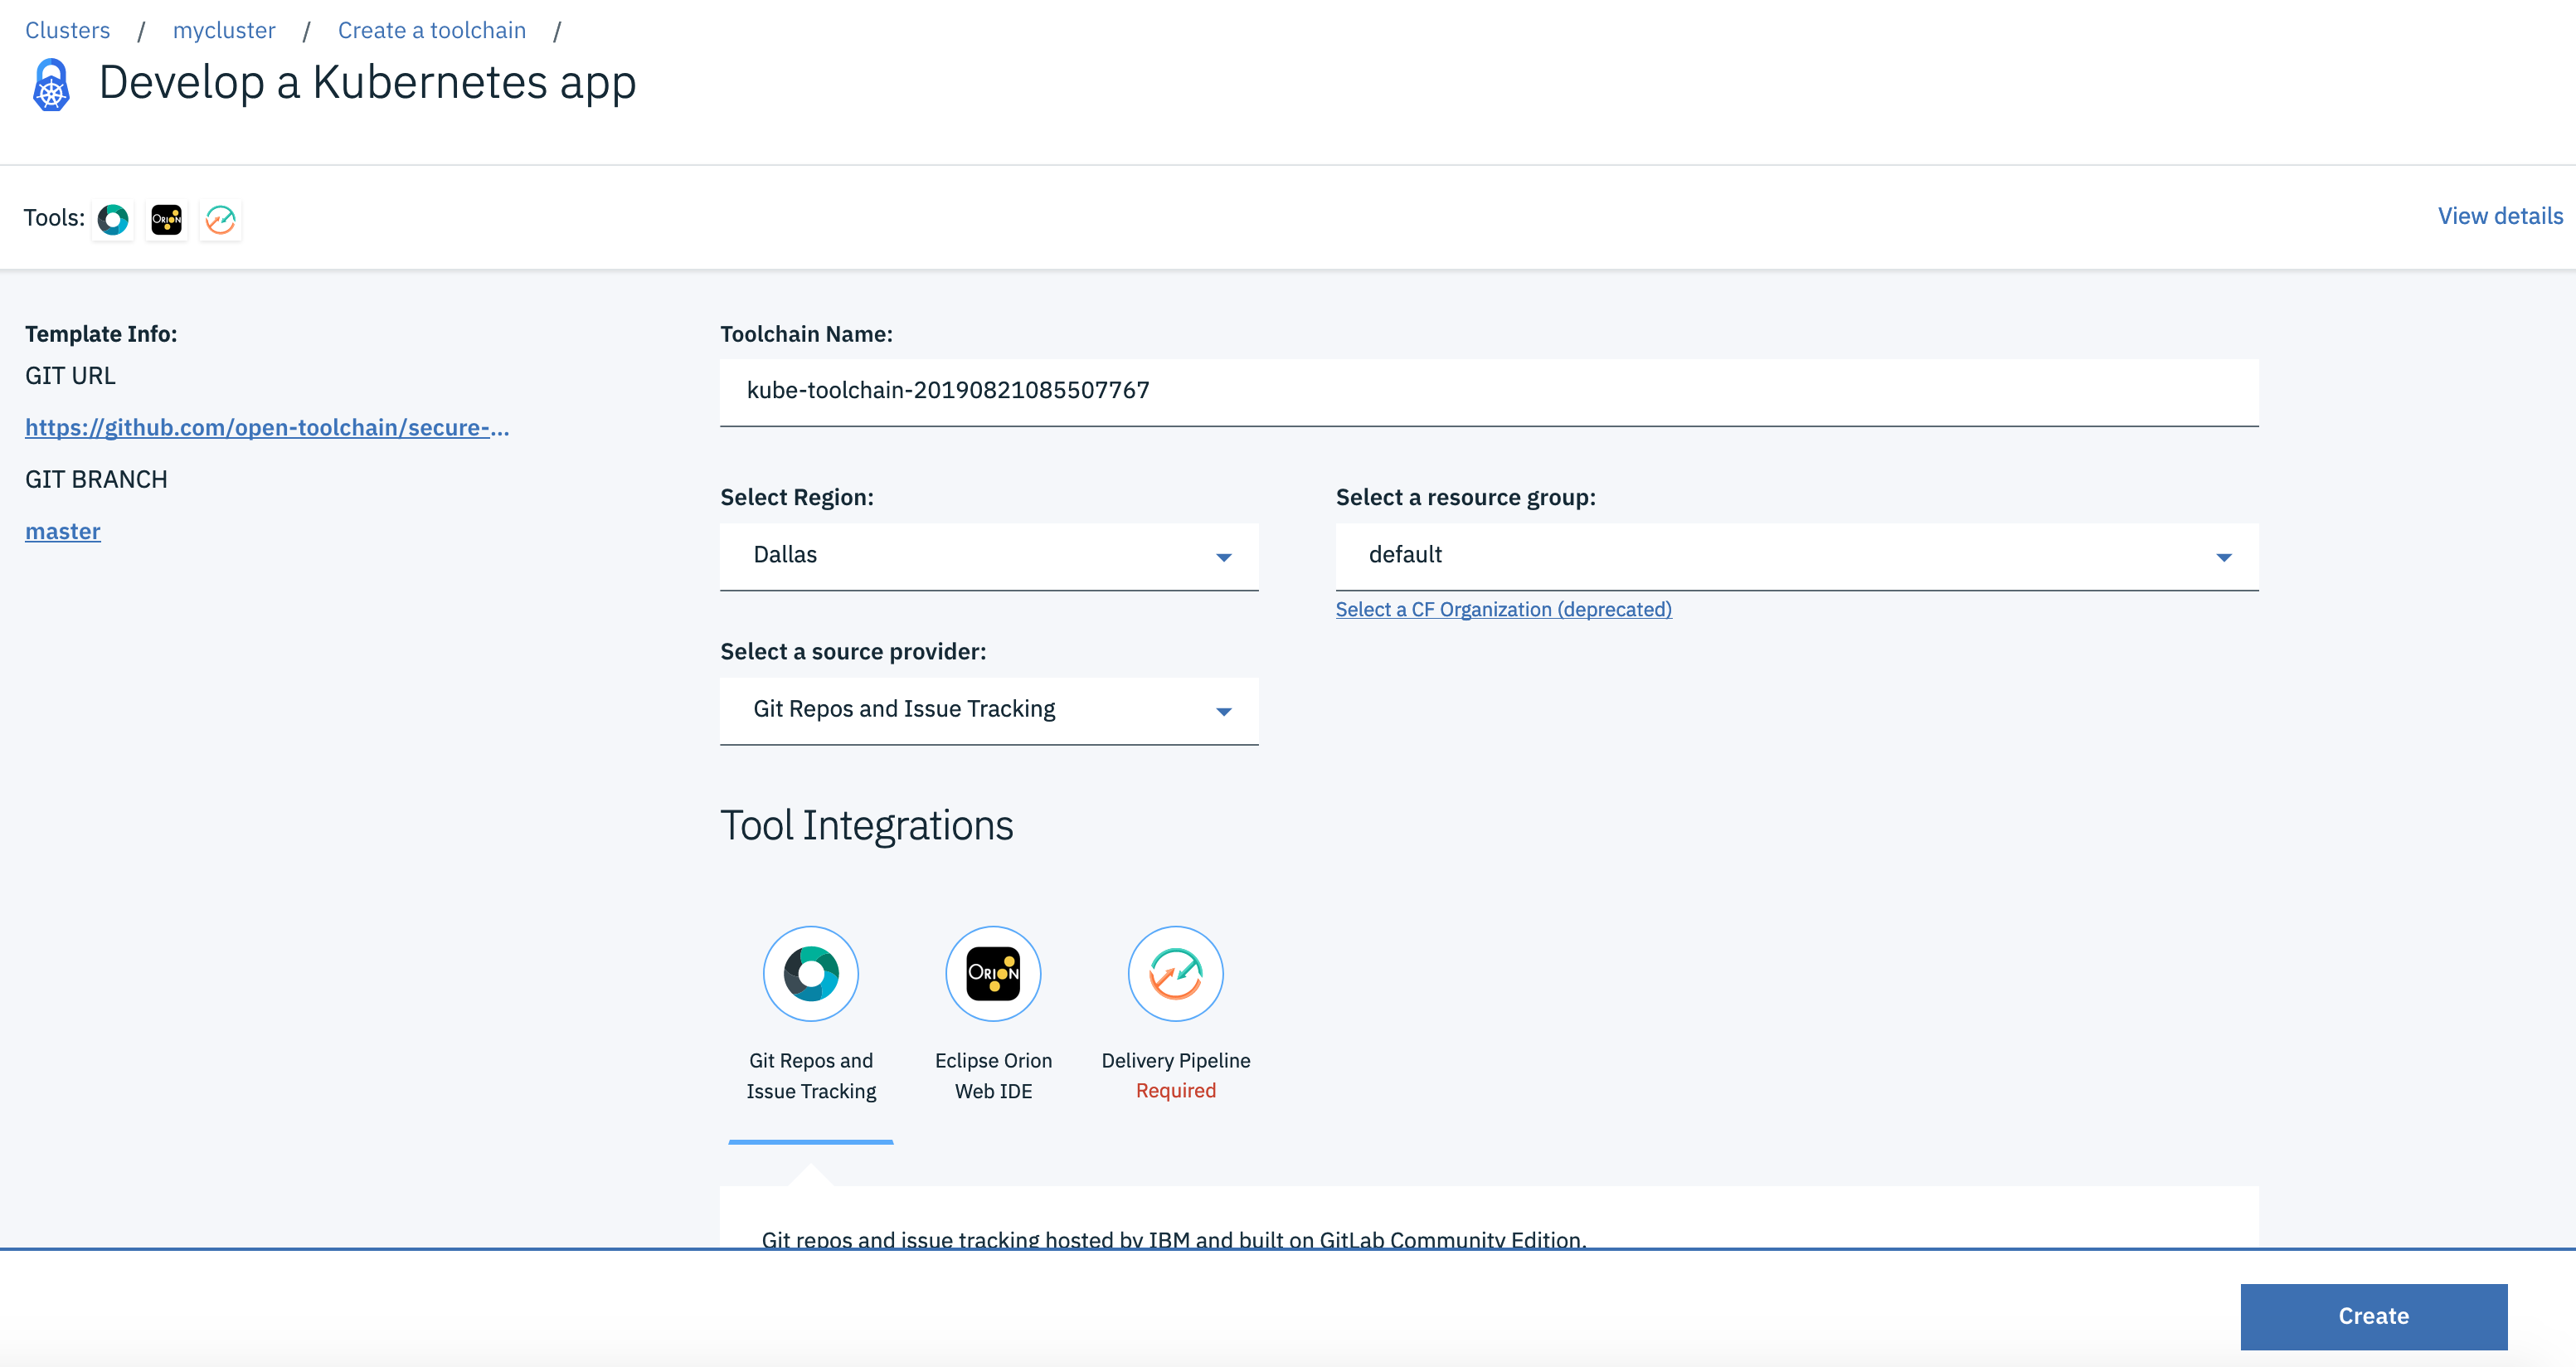 Clusters / mycluster / Create a toolchain /
Develop a Kubernetes app
Tools: ORION
View details
Template Info:
GIT URL
https://github.com/open-toolchain/secure-...
GIT BRANCH
master
Toolchain Name:
kube-toolchain-20190821085507767
Select Region:
Dallas
Select a resource group:
default
Select a CF Organization (deprecated)
Select a source provider:
Git Repos and Issue Tracking
Tool Integrations
ORION
Git Repos and
Issue Tracking
Eclipse Orion
Web IDE
Delivery Pipeline
Required
Git repos and issue tracking hosted by IBM and built on GitLab Community Edition.
Create